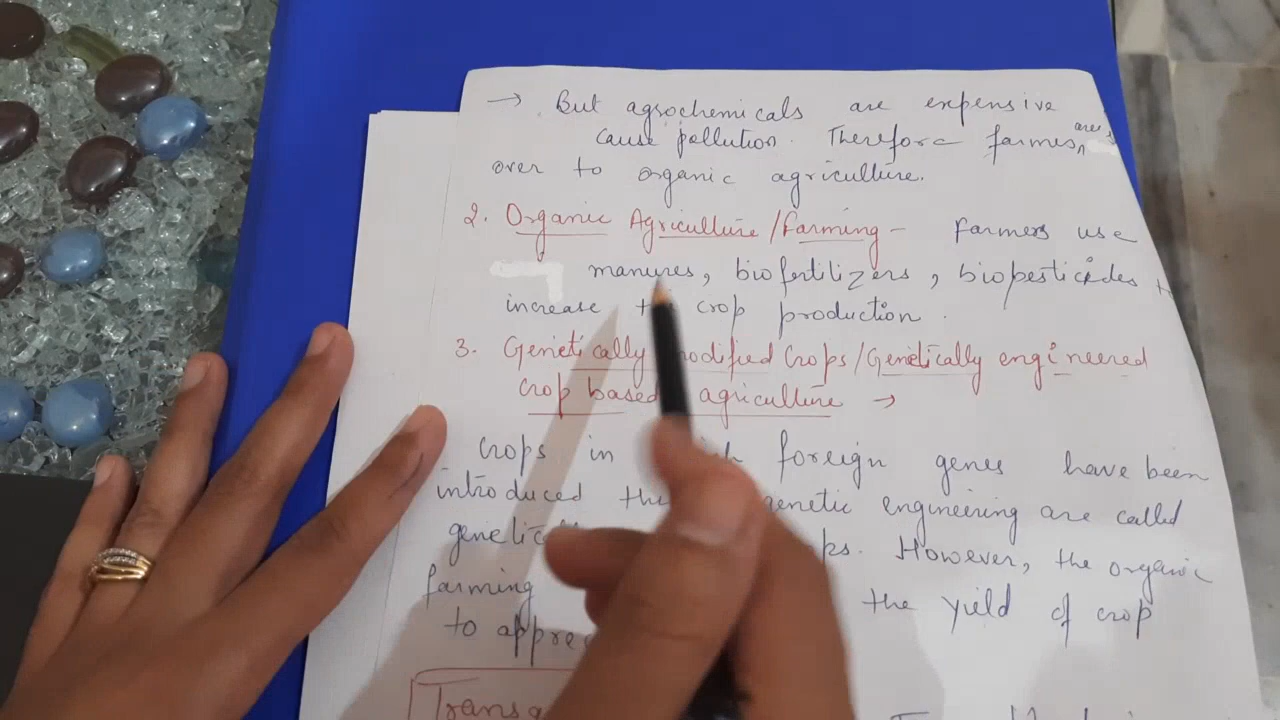 → But agrochemicals are expensive
cause pollution. Therefore farmes are
over to organic agriculture.
2. Organic Agriculture/Farming - Farmers use
manures, biofertilizers, biopesticides
increase crop production.
3. Genetically modified Crops/Genetically engineered
crop based agriculture →
Crops in foreign genes have been
introduced genetic engineering are called
However, the organic
farming the yield of crop
to